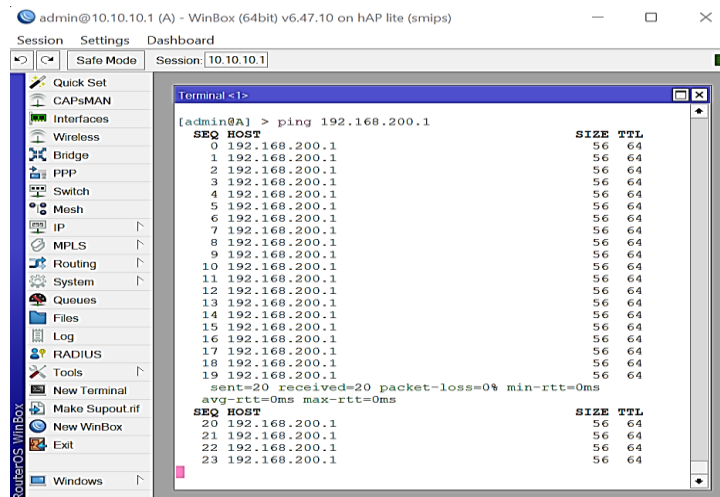 admin@10.10.10.1 (A) - WinBox (64bit) v6.47.10 on hAP lite (smips)
Session Settings Dashboard
Safe Mode Session: 10.10.10.1
Quick Set
CAPsMAN
Interfaces
Wireless
Bridge
PPP
Switch
Mesh
IP
MPLS
Routing
System
Queues
Files
Log
RADIUS
Tools
New Terminal
Make Supout.rif
New WinBox
Exit
Windows
RouterOS WinBox
Terminal <1>
[admin@A] > ping 192.168.200.1
SEQ HOST SIZE TTL
0 192.168.200.1 56 64
1 192.168.200.1 56 64
2 192.168.200.1 56 64
3 192.168.200.1 56 64
4 192.168.200.1 56 64
5 192.168.200.1 56 64
6 192.168.200.1 56 64
7 192.168.200.1 56 64
8 192.168.200.1 56 64
9 192.168.200.1 56 64
10 192.168.200.1 56 64
11 192.168.200.1 56 64
12 192.168.200.1 56 64
13 192.168.200.1 56 64
14 192.168.200.1 56 64
15 192.168.200.1 56 64
16 192.168.200.1 56 64
17 192.168.200.1 56 64
18 192.168.200.1 56 64
19 192.168.200.1 56 64
sent=20 received=20 packet-loss=0% min-rtt=0ms
avg-rtt=0ms max-rtt=0ms
SEQ HOST SIZE TTL
20 192.168.200.1 56 64
21 192.168.200.1 56 64
22 192.168.200.1 56 64
23 192.168.200.1 56 64